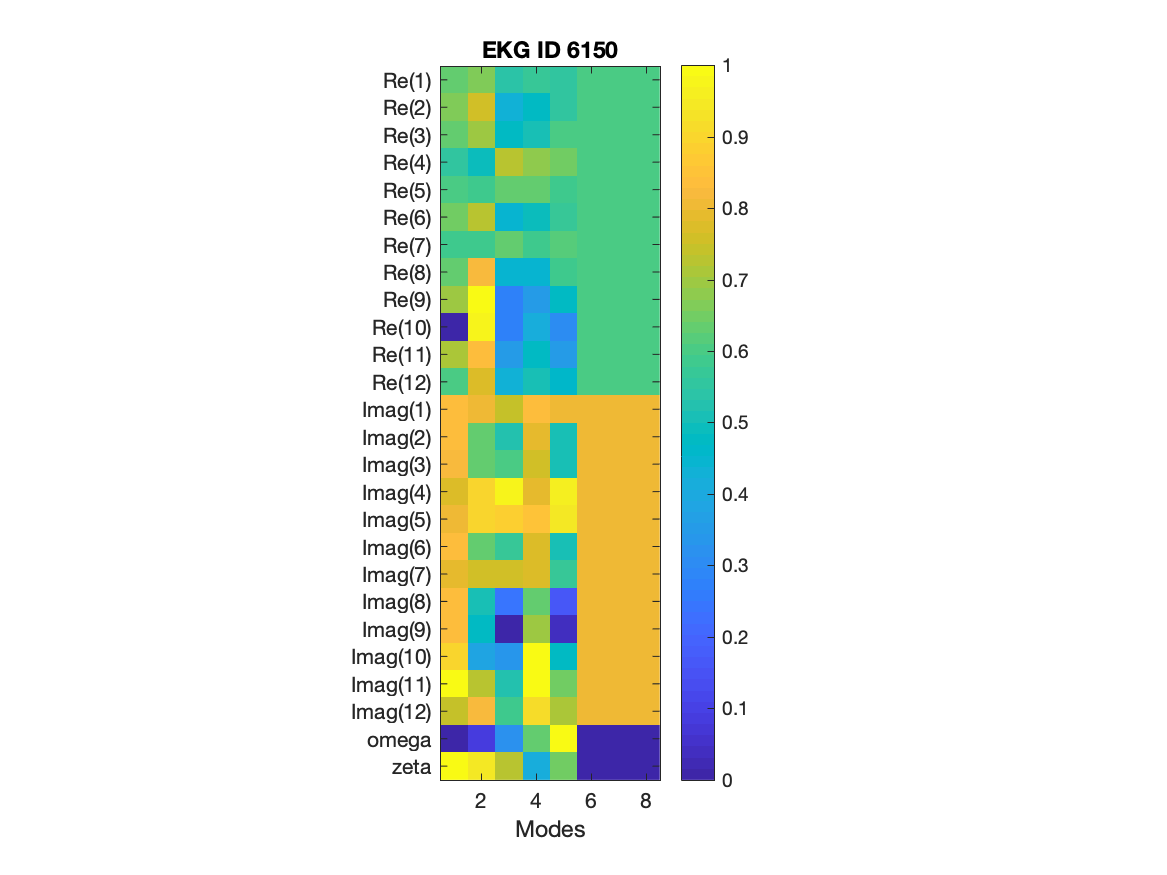 EKG ID 6150
Re(1)
Re(2)
Re(3)
Re(4)
Re(5)
Re(6)
Re(7)
Re(8)
Re(9)
Re(10)
Re(11)
Re(12)
Imag(1)
Imag(2)
Imag(3)
Imag(4)
Imag(5)
Imag(6)
Imag(7)
Imag(8)
Imag(9)
Imag(10)
Imag(11)
Imag(12)
omega
zeta
2 4 6 8
Modes
1
0.9
0.8
0.7
0.6
0.5
0.4
0.3
0.2
0.1
0